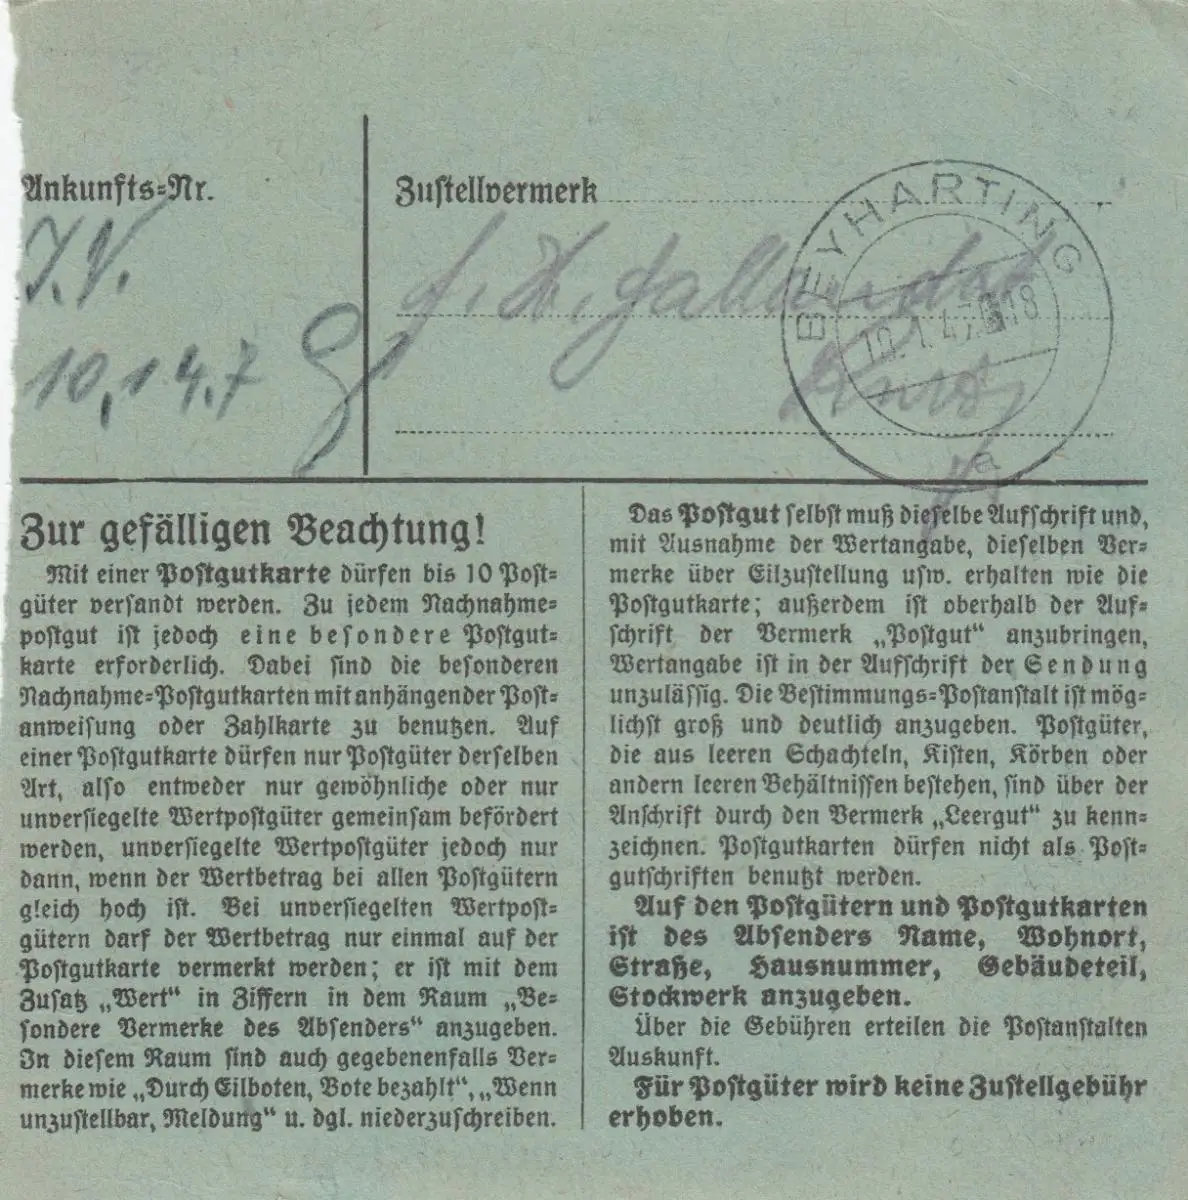 Ankunfts-Nr.
Zustellvermerk
BEYHARTING
10.1.47
a
Zur gefälligen Beachtung!
Mit einer Postgutkarte dürfen bis 10 Post-
güter versandt werden. Zu jedem Nachnahme-
postgut ist jedoch eine besondere Postgut-
karte erforderlich. Dabei sind die besonderen
Nachnahme-Postgutkarten mit anhängender Post-
anweisung oder Zahlkarte zu benutzen. Auf
einer Postgutkarte dürfen nur Postgüter derselben
Art, also entweder nur gewöhnliche oder nur
unversiegelte Wertpostgüter gemeinsam befördert
werden, unversiegelte Wertpostgüter jedoch nur
dann, wenn der Wertbetrag bei allen Postgütern
gleich hoch ist. Bei unversiegelten Wertpost-
gütern darf der Wertbetrag nur einmal auf der
Postgutkarte vermerkt werden; er ist mit dem
Zusatz „Wert“ in Ziffern in dem Raum „Be-
sondere Vermerke des Absenders“ anzugeben.
In diesem Raum sind auch gegebenenfalls Ver-
merke wie „Durch Eilboten, Bote bezahlt“, „Wenn
unzustellbar, Meldung“ u. dgl. niederzuschreiben.
Das Postgut selbst muß dieselbe Aufschrift und,
mit Ausnahme der Wertangabe, dieselben Ver-
merke über Eilzustellung usw. erhalten wie die
Postgutkarte; außerdem ist oberhalb der Auf-
schrift der Vermerk „Postgut“ anzubringen,
Wertangabe ist in der Aufschrift der Sendung
unzulässig. Die Bestimmungs-Postanstalt ist mög-
lichst groß und deutlich anzugeben. Postgüter,
die aus leeren Schachteln, Kisten, Körben oder
andern leeren Behältnissen bestehen, sind über der
Anschrift durch den Vermerk „Leergut“ zu kenn-
zeichnen. Postgutkarten dürfen nicht als Post-
gutschriften benutzt werden.
Auf den Postgütern und Postgutkarten
ist des Absenders Name, Wohnort,
Straße, Hausnummer, Gebäudeteil,
Stockwerk anzugeben.
Über die Gebühren erteilen die Postanstalten
Auskunft.
Für Postgüter wird keine Zustellgebühr
erhoben.